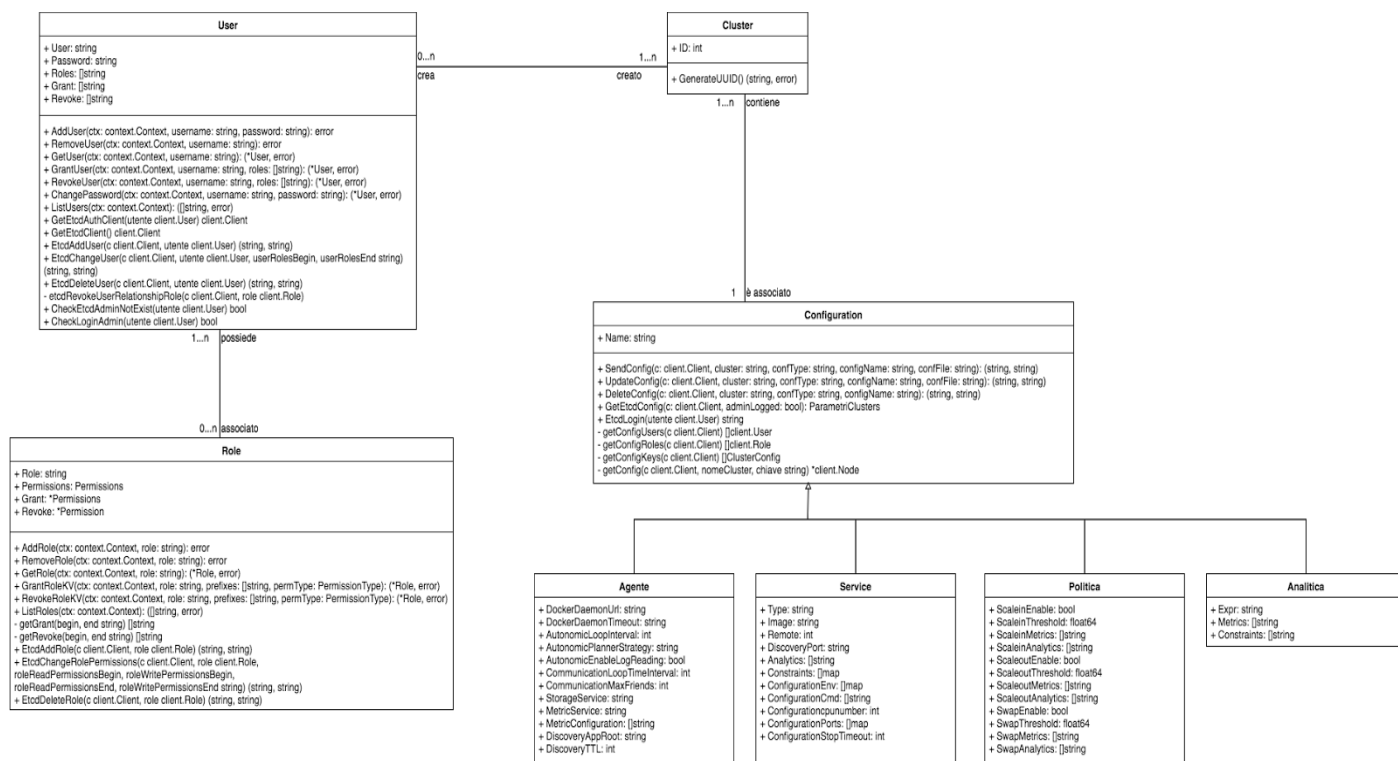 User
+ User: string
+ Password: string
+ Roles: []string
+ Grant: []string
+ Revoke: []string
+ AddUser(ctx: context.Context, username: string, password: string): error
+ RemoveUser(ctx: context.Context, username: string): error
+ GetUser(ctx: context.Context, username: string): (*User, error)
+ GrantUser(ctx: context.Context, username: string, roles: []string): (*User, error)
+ RevokeUser(ctx: context.Context, username: string, roles: []string): (*User, error)
+ ChangePassword(ctx: context.Context, username: string, password: string): (*User, error)
+ ListUsers(ctx: context.Context): ([]string, error)
+ GetEtcdAuthClient(utente client.User) client.Client
+ GetEtcdClient() client.Client
+ EtcdAddUser(c client.Client, utente client.User) (string, string)
+ EtcdChangeUser(c client.Client, utente client.User, userRolesBegin, userRolesEnd string)
(string, string)
+ EtcdDeleteUser(c client.Client, utente client.User) (string, string)
- etcdRevokeUserRelationshipRole(c client.Client, role client.Role)
+ CheckEtcdAdminNotExist(utente client.User) bool
+ CheckLoginAdmin(utente client.User) bool
0...n
crea
1...n
creato
Cluster
+ ID: int
+ GenerateUUID() (string, error)
1...n contiene
1 è associato
Configuration
+ Name: string
+ SendConfig(c: client.Client, cluster: string, confType: string, configName: string, confFile: string): (string, string)
+ UpdateConfig(c: client.Client, cluster: string, confType: string, configName: string, confFile: string): (string, string)
+ DeleteConfig(c: client.Client, cluster: string, confType: string, configName: string): (string, string)
+ GetEtcdConfig(c: client.Client, adminLogged: bool): ParametriClusters
+ EtcdLogin(utente client.User) string
- getConfigUsers(c client.Client) []client.User
- getConfigRoles(c client.Client) []client.Role
- getConfigKeys(c client.Client) []ClusterConfig
- getConfig(c client.Client, nomeCluster, chiave string) *client.Node
1...n possiede
0...n associato
Role
+ Role: string
+ Permissions: Permissions
+ Grant: *Permissions
+ Revoke: *Permission
+ AddRole(ctx: context.Context, role: string): error
+ RemoveRole(ctx: context.Context, role: string): error
+ GetRole(ctx: context.Context, role: string): (*Role, error)
+ GrantRoleKV(ctx: context.Context, role: string, prefixes: []string, permType: PermissionType): (*Role, error)
+ RevokeRoleKV(ctx: context.Context, role: string, prefixes: []string, permType: PermissionType): (*Role, error)
+ ListRoles(ctx: context.Context): ([]string, error)
- getGrant(begin, end string) []string
- getRevoke(begin, end string) []string
+ EtcdAddRole(c client.Client, role client.Role) (string, string)
+ EtcdChangeRolePermissions(c client.Client, role client.Role,
roleReadPermissionsBegin, roleWritePermissionsBegin,
roleReadPermissionsEnd, roleWritePermissionsEnd string) (string, string)
+ EtcdDeleteRole(c client.Client, role client.Role) (string, string)
Agente
+ DockerDaemonUrl: string
+ DockerDaemonTimeout: string
+ AutonomicLoopInterval: int
+ AutonomicPlannerStrategy: string
+ AutonomicEnableLogReading: bool
+ CommunicationLoopTimeInterval: int
+ CommunicationMaxFriends: int
+ StorageService: string
+ MetricService: string
+ MetricConfiguration: []string
+ DiscoveryAppRoot: string
+ DiscoveryTTL: int
Service
+ Type: string
+ Image: string
+ Remote: int
+ DiscoveryPort: string
+ Analytics: []string
+ Constraints: []map
+ ConfigurationEnv: []map
+ ConfigurationCmd: []string
+ Configurationcpunumber: int
+ ConfigurationPorts: []map
+ ConfigurationStopTimeout: int
Politica
+ ScaleinEnable: bool
+ ScaleinThreshold: float64
+ ScaleinMetrics: []string
+ ScaleinAnalytics: []string
+ ScaleoutEnable: bool
+ ScaleoutThreshold: float64
+ ScaleoutMetrics: []string
+ ScaleoutAnalytics: []string
+ SwapEnable: bool
+ SwapThreshold: float64
+ SwapMetrics: []string
+ SwapAnalytics: []string
Analitica
+ Expr: string
+ Metrics: []string
+ Constraints: []string